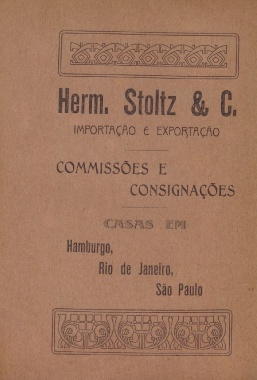 Herm. Stoltz & C.
IMPORTAÇÃO E EXPORTAÇÃO
COMMISSÕES E
CONSIGNAÇÕES
CASAS EM
Hamburgo,
Rio de Janeiro,
São Paulo